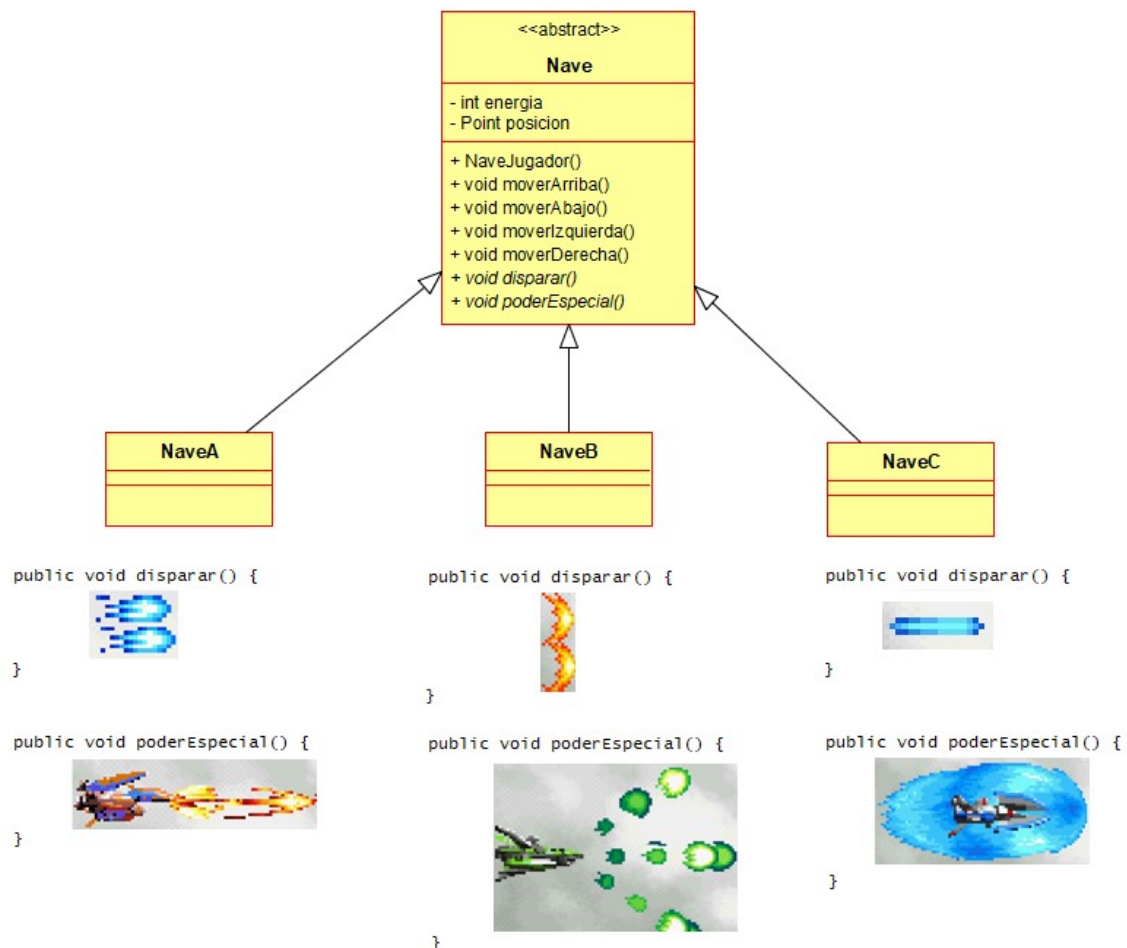 <<abstract>>
Nave
- int energia
- Point posicion
+ NaveJugador()
+ void moverArriba()
+ void moverAbajo()
+ void moverIzquierda()
+ void moverDerecha()
+ void disparar()
+ void poderEspecial()
NaveA
NaveB
NaveC
public void disparar() {
}
public void poderEspecial() {
}
public void disparar() {
}
public void poderEspecial() {
}
public void disparar() {
}
public void poderEspecial() {
}